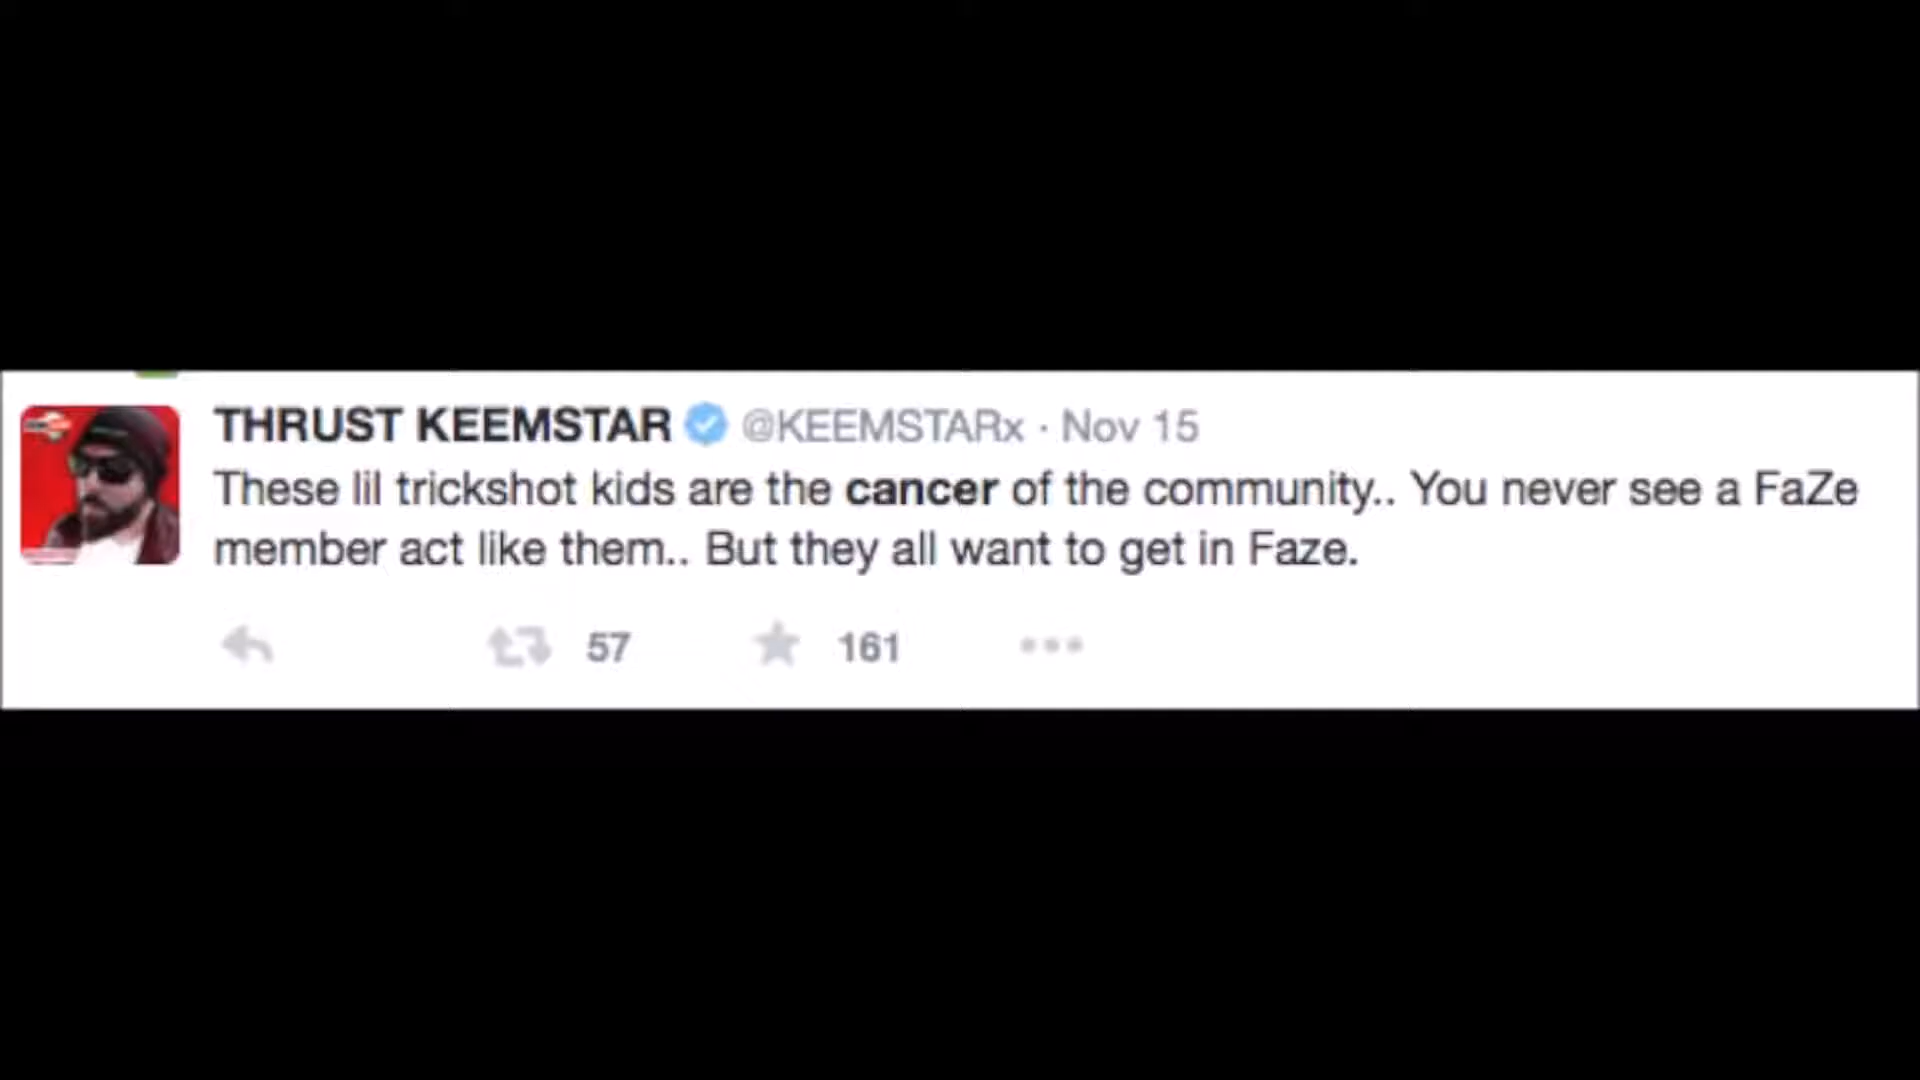 THRUST KEEMSTAR @KEEMSTARx · Nov 15
These lil trickshot kids are the cancer of the community.. You never see a FaZe
member act like them.. But they all want to get in Faze.
57 161